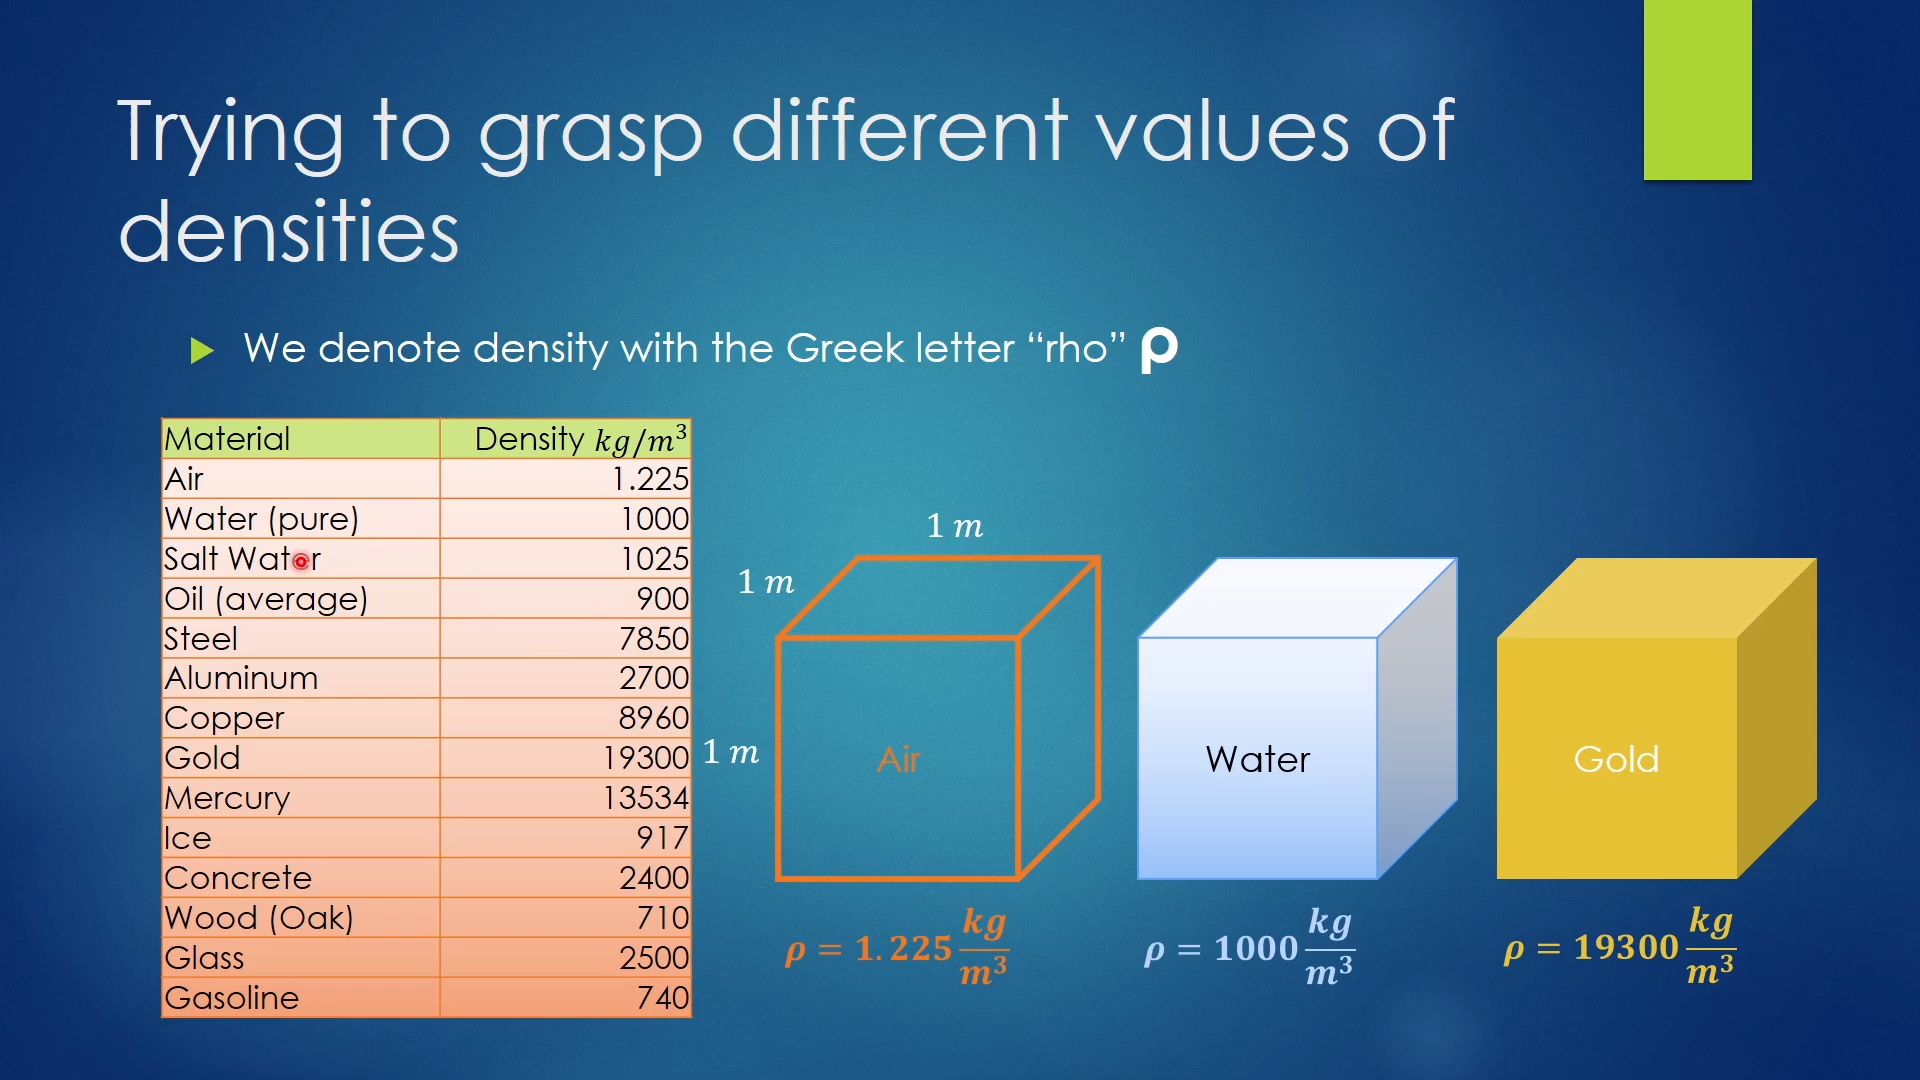 Trying to grasp different values of
densities
We denote density with the Greek letter “rho” ρ
Material Density kg/m³
Air 1.225
Water (pure) 1000
Salt Water 1025
Oil (average) 900
Steel 7850
Aluminum 2700
Copper 8960
Gold 19300
Mercury 13534
Ice 917
Concrete 2400
Wood (Oak) 710
Glass 2500
Gasoline 740
1 m
1 m
1 m
Air
Water
Gold
ρ = 1.225 kg/m³
ρ = 1000 kg/m³
ρ = 19300 kg/m³